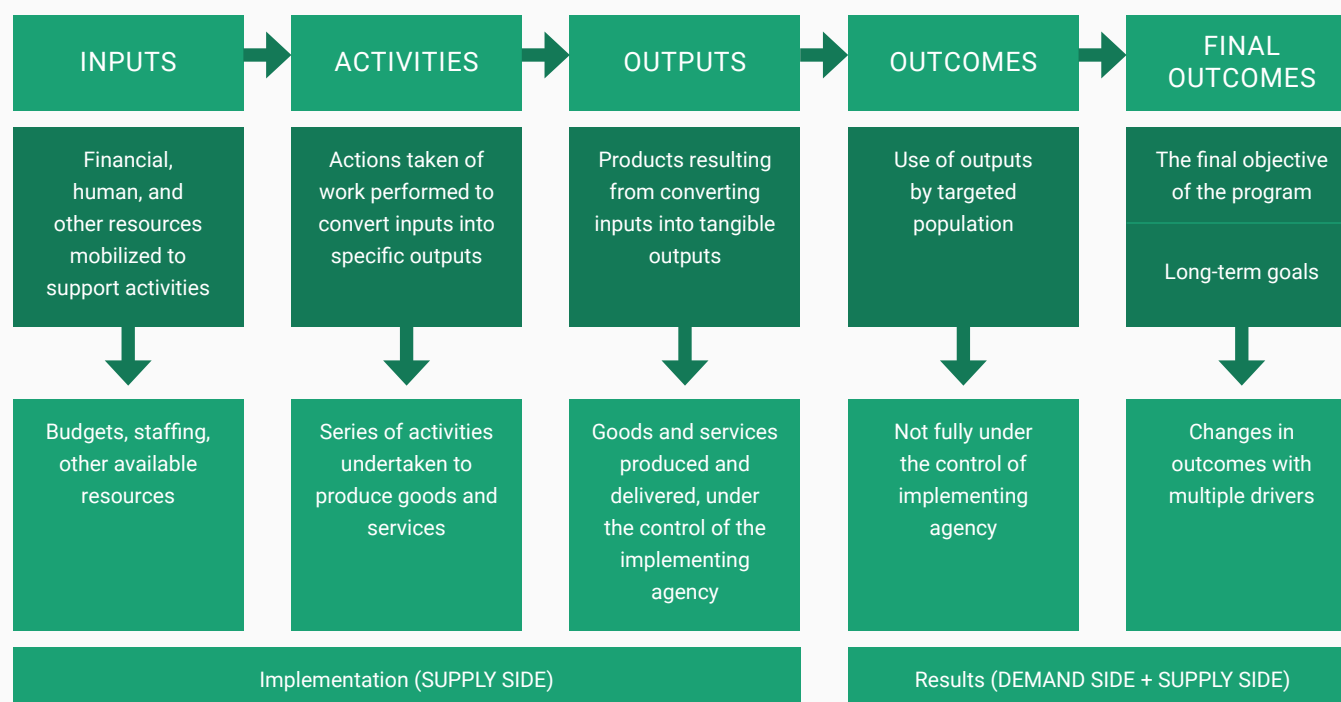 INPUTS
ACTIVITIES
OUTPUTS
OUTCOMES
FINAL
OUTCOMES
Financial,
human, and
other resources
mobilized to
support activities
Actions taken of
work performed to
convert inputs into
specific outputs
Products resulting
from converting
inputs into tangible
outputs
Use of outputs
by targeted
population
The final objective
of the program
Long-term goals
Budgets, staffing,
other available
resources
Series of activities
undertaken to
produce goods and
services
Goods and services
produced and
delivered, under
the control of the
implementing
agency
Not fully under
the control of
implementing
agency
Changes in
outcomes with
multiple drivers
Implementation (SUPPLY SIDE)
Results (DEMAND SIDE + SUPPLY SIDE)